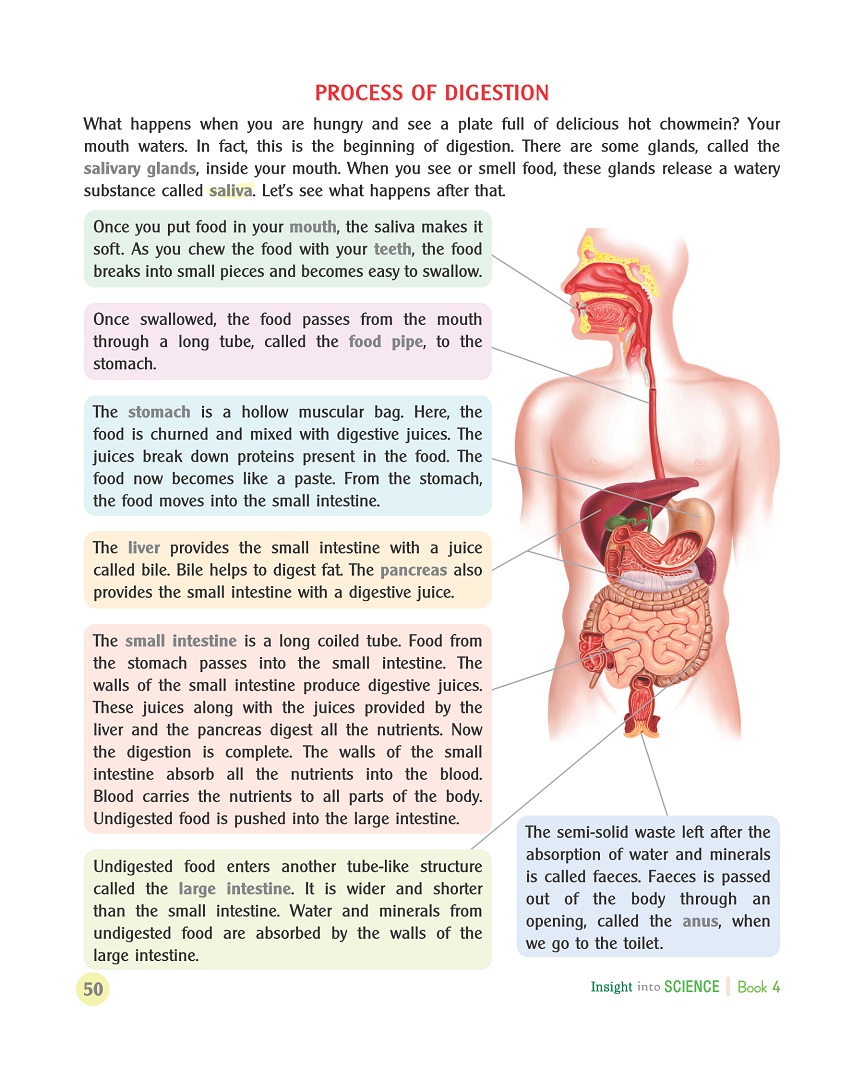 PROCESS OF DIGESTION
What happens when you are hungry and see a plate full of delicious hot chowmein? Your
mouth waters. In fact, this is the beginning of digestion. There are some glands, called the
salivary glands, inside your mouth. When you see or smell food, these glands release a watery
substance called saliva. Let's see what happens after that.
Once you put food in your mouth, the saliva makes it
soft. As you chew the food with your teeth, the food
breaks into small pieces and becomes easy to swallow.
Once swallowed, the food passes from the mouth
through a long tube, called the food pipe, to the
stomach.
The stomach is a hollow muscular bag. Here, the
food is churned and mixed with digestive juices. The
juices break down proteins present in the food. The
food now becomes like a paste. From the stomach,
the food moves into the small intestine.
The liver provides the small intestine with a juice
called bile. Bile helps to digest fat. The pancreas also
provides the small intestine with a digestive juice.
The small intestine is a long coiled tube. Food from
the stomach passes into the small intestine. The
walls of the small intestine produce digestive juices.
These juices along with the juices provided by the
liver and the pancreas digest all the nutrients. Now
the digestion is complete. The walls of the small
intestine absorb all the nutrients into the blood.
Blood carries the nutrients to all parts of the body.
Undigested food is pushed into the large intestine.
Undigested food enters another tube-like structure
called the large intestine. It is wider and shorter
than the small intestine. Water and minerals from
undigested food are absorbed by the walls of the
large intestine.
The semi-solid waste left after the
absorption of water and minerals
is called faeces. Faeces is passed
out of the body through an
opening, called the anus, when
we go to the toilet.
50
Insight into SCIENCE | Book 4